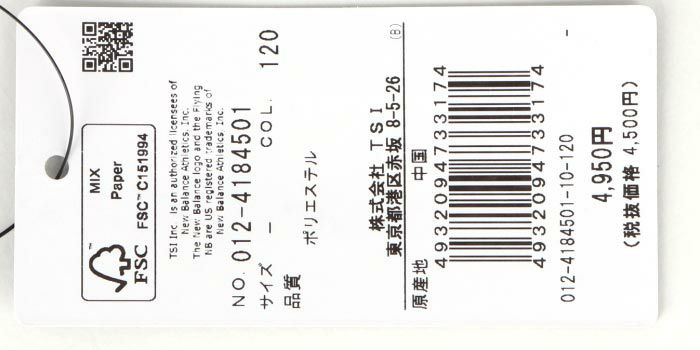 MIX
Paper
FSC™ C151994
FSC™
TSI Inc. is an authorized licensees of
New Balance Athletics, Inc.
The New Balance logo and the Flying
NB are US registered trademarks of
New Balance Athletics, Inc.
NO. 012-4184501
サイズ - COL. 120
品質
ポリエステル
株式会社 TSI
東京都港区赤坂 8-5-26 (B)
原産地 中国
4932094733174
4932094733174
012-4184501-10-120 -
4,950円
(税抜価格 4,500円)